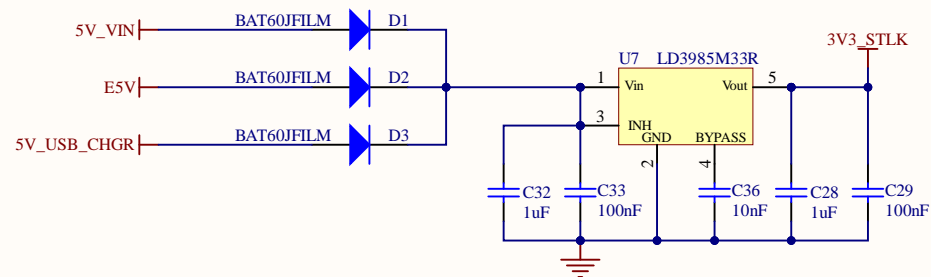 5V_VIN BAT60JFILM D1
E5V BAT60JFILM D2
5V_USB_CHGR BAT60JFILM D3
U7 LD3985M33R
3V3_STLK
1 Vin Vout 5
3 INH
GND BYPASS
2 4
C32
1uF
C33
100nF
C36
10nF
C28
1uF
C29
100nF